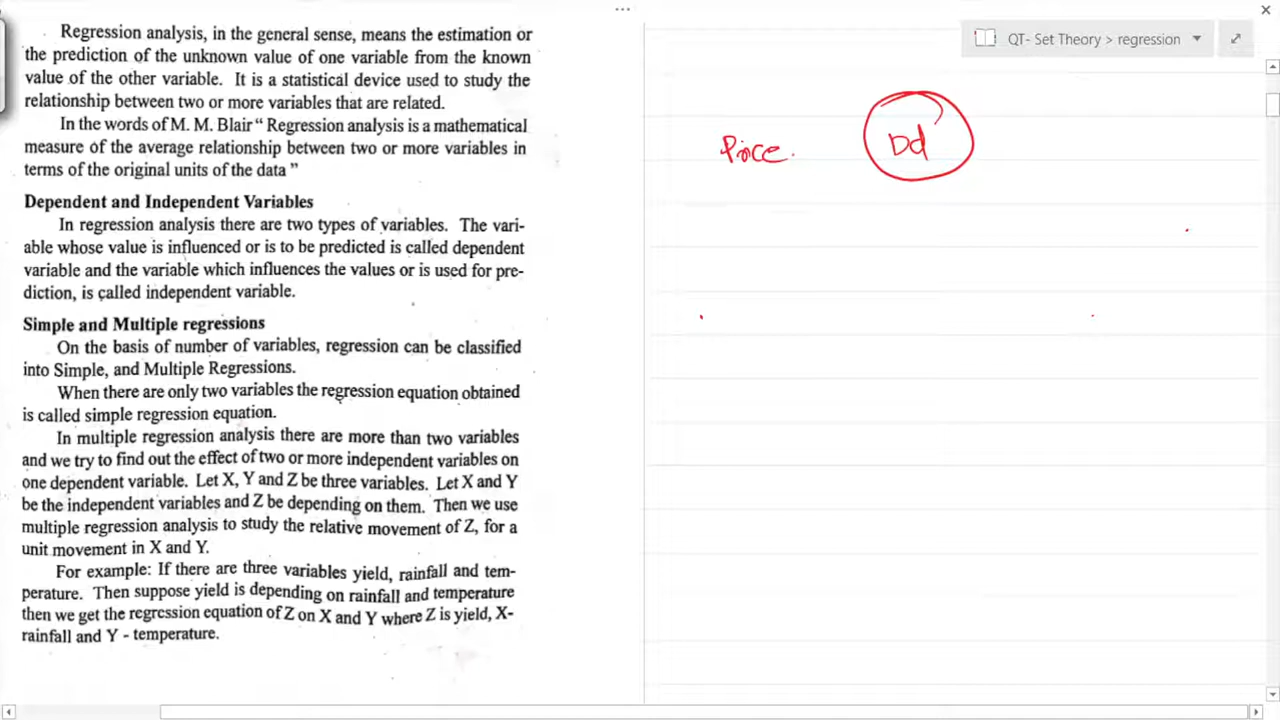 Regression analysis, in the general sense, means the estimation or
the prediction of the unknown value of one variable from the known
value of the other variable. It is a statistical device used to study the
relationship between two or more variables that are related.
In the words of M. M. Blair “ Regression analysis is a mathematical
measure of the average relationship between two or more variables in
terms of the original units of the data ”
Dependent and Independent Variables
In regression analysis there are two types of variables. The vari-
able whose value is influenced or is to be predicted is called dependent
variable and the variable which influences the values or is used for pre-
diction, is called independent variable.
Simple and Multiple regressions
On the basis of number of variables, regression can be classified
into Simple, and Multiple Regressions.
When there are only two variables the regression equation obtained
is called simple regression equation.
In multiple regression analysis there are more than two variables
and we try to find out the effect of two or more independent variables on
one dependent variable. Let X, Y and Z be three variables. Let X and Y
be the independent variables and Z be depending on them. Then we use
multiple regression analysis to study the relative movement of Z, for a
unit movement in X and Y.
For example: If there are three variables yield, rainfall and tem-
perature. Then suppose yield is depending on rainfall and temperature
then we get the regression equation of Z on X and Y where Z is yield, X-
rainfall and Y - temperature.
QT- Set Theory > regression
Price. Dd